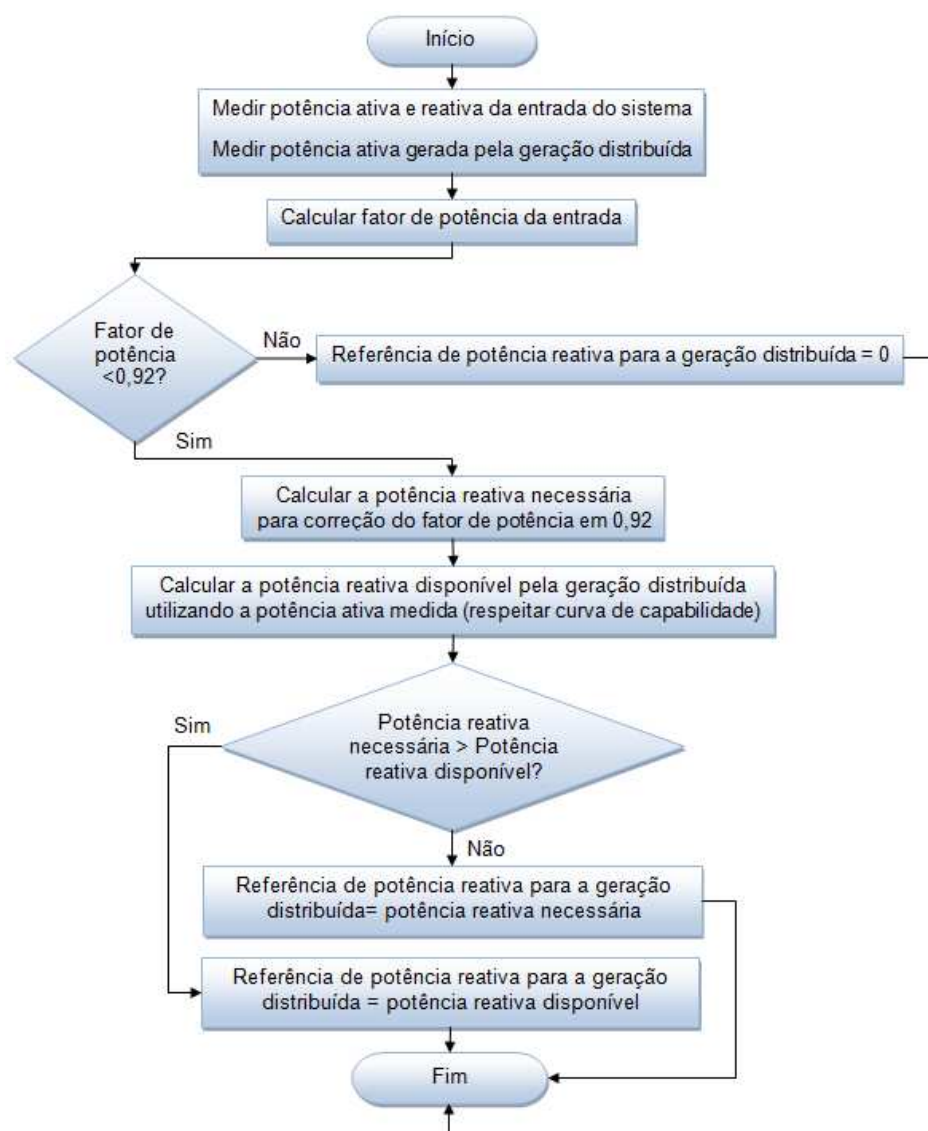 Início
Medir potência ativa e reativa da entrada do sistema
Medir potência ativa gerada pela geração distribuída
Calcular fator de potência da entrada
Fator de
potência
<0,92?
Não
Referência de potência reativa para a geração distribuída = 0
Sim
Calcular a potência reativa necessária
para correção do fator de potência em 0,92
Calcular a potência reativa disponível pela geração distribuída
utilizando a potência ativa medida (respeitar curva de capabilidade)
Sim
Potência reativa
necessária > Potência
reativa disponível?
Não
Referência de potência reativa para a geração
distribuída= potência reativa necessária
Referência de potência reativa para a geração
distribuída = potência reativa disponível
Fim